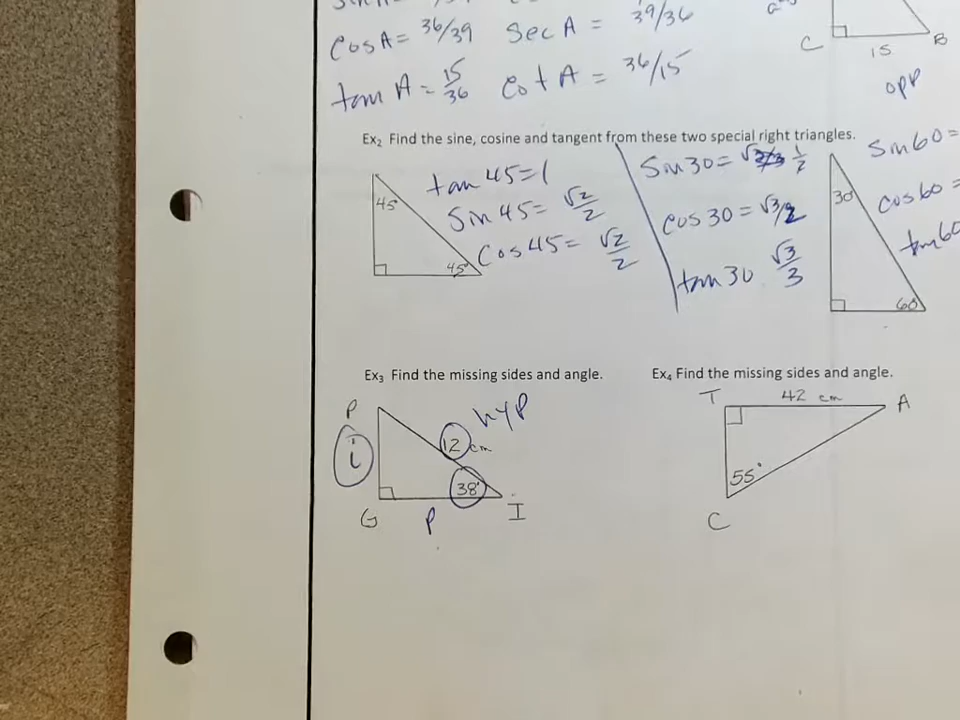 cos A = 36/39 sec A = 39/36
tan A = 15/36 cot A = 36/15
C 15 B
opp
Ex2 Find the sine, cosine and tangent from these two special right triangles.
45 45°
tan 45 = 1
sin 45 = √2/2
cos 45 = √2/2
sin 30 = 1/2
cos 30 = √3/2
tan 30 √3/3
30
60°
sin 60 =
cos 60 =
tan 60
Ex3 Find the missing sides and angle.
P hyp
i 12 cm
38°
G p I
Ex4 Find the missing sides and angle.
T 42 cm A
55°
C